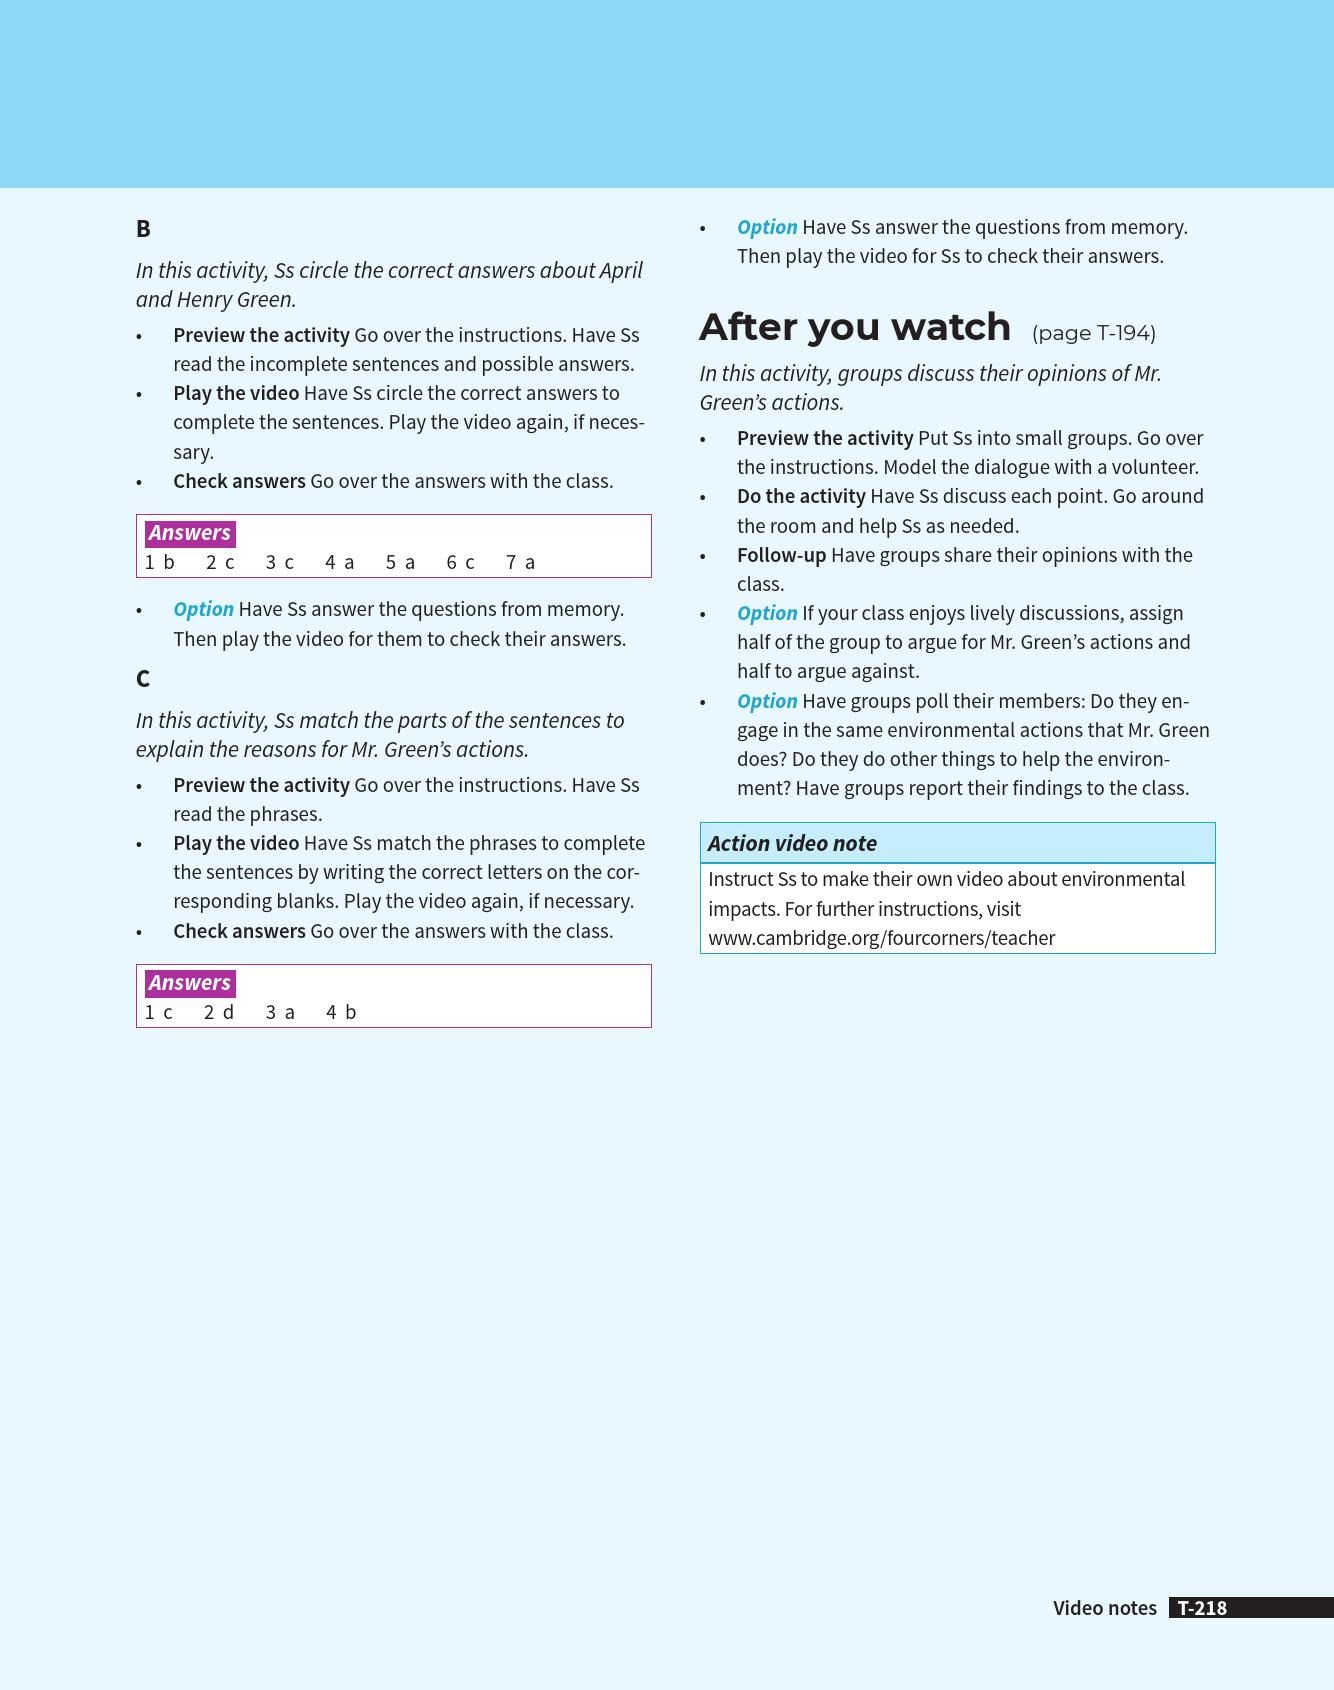 B
In this activity, Ss circle the correct answers about April
and Henry Green.
• Preview the activity Go over the instructions. Have Ss
read the incomplete sentences and possible answers.
• Play the video Have Ss circle the correct answers to
complete the sentences. Play the video again, if neces-
sary.
• Check answers Go over the answers with the class.
Answers
1 b 2 c 3 c 4 a 5 a 6 c 7 a
• Option Have Ss answer the questions from memory.
Then play the video for them to check their answers.
C
In this activity, Ss match the parts of the sentences to
explain the reasons for Mr. Green’s actions.
• Preview the activity Go over the instructions. Have Ss
read the phrases.
• Play the video Have Ss match the phrases to complete
the sentences by writing the correct letters on the cor-
responding blanks. Play the video again, if necessary.
• Check answers Go over the answers with the class.
Answers
1 c 2 d 3 a 4 b
• Option Have Ss answer the questions from memory.
Then play the video for Ss to check their answers.
After you watch (page T-194)
In this activity, groups discuss their opinions of Mr.
Green’s actions.
• Preview the activity Put Ss into small groups. Go over
the instructions. Model the dialogue with a volunteer.
• Do the activity Have Ss discuss each point. Go around
the room and help Ss as needed.
• Follow-up Have groups share their opinions with the
class.
• Option If your class enjoys lively discussions, assign
half of the group to argue for Mr. Green’s actions and
half to argue against.
• Option Have groups poll their members: Do they en-
gage in the same environmental actions that Mr. Green
does? Do they do other things to help the environ-
ment? Have groups report their findings to the class.
Action video note
Instruct Ss to make their own video about environmental
impacts. For further instructions, visit
www.cambridge.org/fourcorners/teacher
Video notes T-218